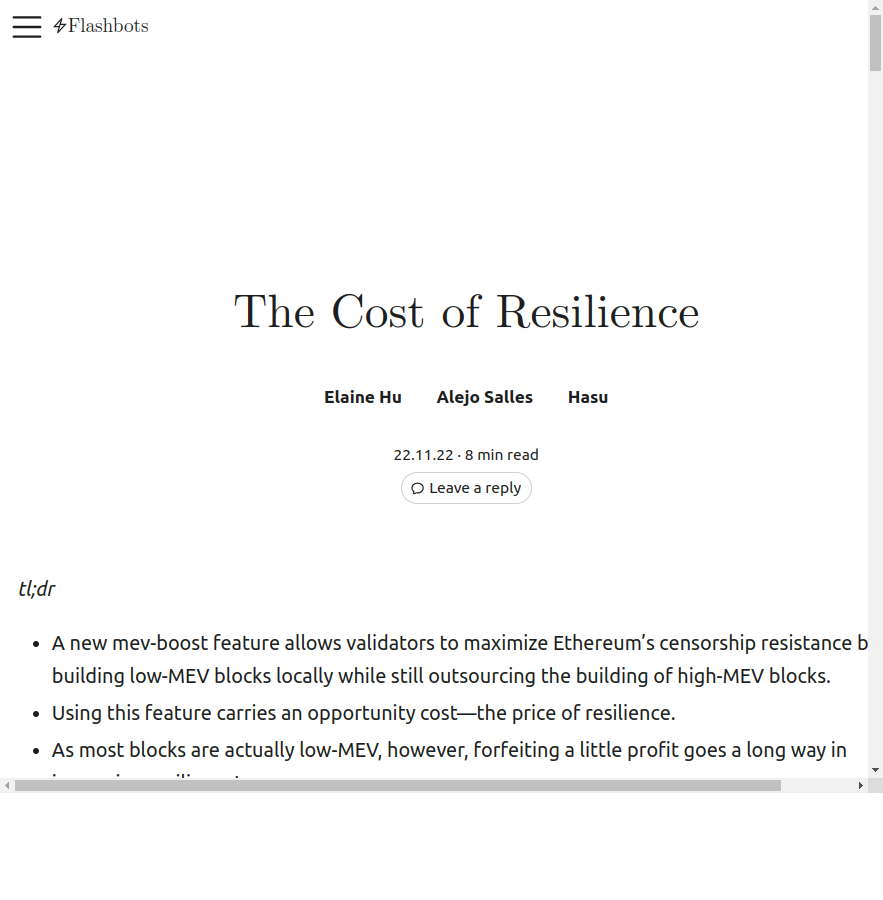 Flashbots
The Cost of Resilience
Elaine Hu Alejo Salles Hasu
22.11.22 · 8 min read
Leave a reply
tl;dr
• A new mev-boost feature allows validators to maximize Ethereum’s censorship resistance b
building low-MEV blocks locally while still outsourcing the building of high-MEV blocks.
• Using this feature carries an opportunity cost—the price of resilience.
• As most blocks are actually low-MEV, however, forfeiting a little profit goes a long way in